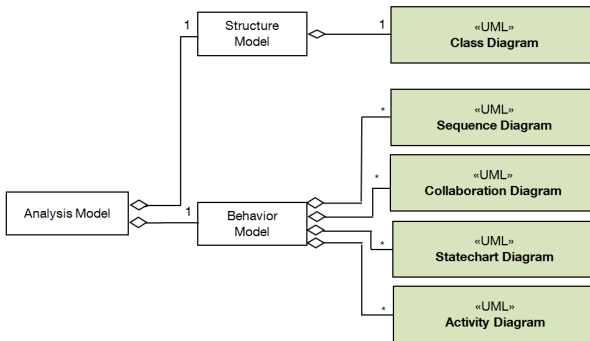 1
Structure
Model
1
«UML»
Class Diagram
*
«UML»
Sequence Diagram
*
«UML»
Collaboration Diagram
Analysis Model
1
Behavior
Model
*
«UML»
Statechart Diagram
*
«UML»
Activity Diagram